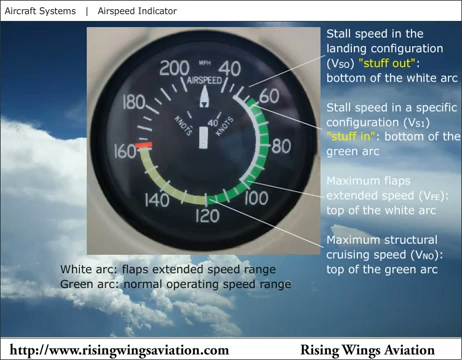 Aircraft Systems | Airspeed Indicator
Stall speed in the
landing configuration
(VSO) "stuff out":
bottom of the white arc
Stall speed in a specific
configuration (VS1)
"stuff in": bottom of the
green arc
Maximum flaps
extended speed (VFE):
top of the white arc
Maximum structural
cruising speed (VNO):
top of the green arc
MPH
200 40
AIRSPEED
180 60
40
KNOTS KNOTS
160 80
140 100
120
White arc: flaps extended speed range
Green arc: normal operating speed range
http://www.risingwingsaviation.com Rising Wings Aviation